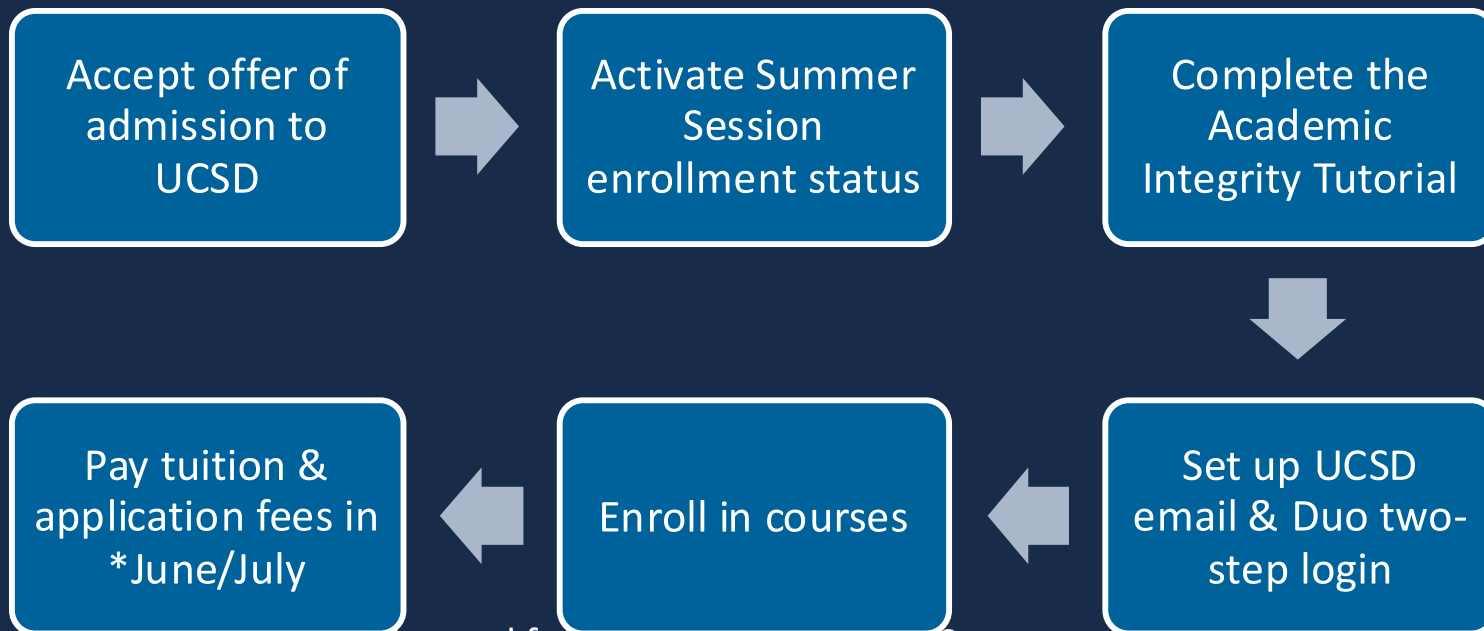 Accept offer of
admission to
UCSD
Activate Summer
Session
enrollment status
Complete the
Academic
Integrity Tutorial
Set up UCSD
email & Duo two-
step login
Enroll in courses
Pay tuition &
application fees in
*June/July